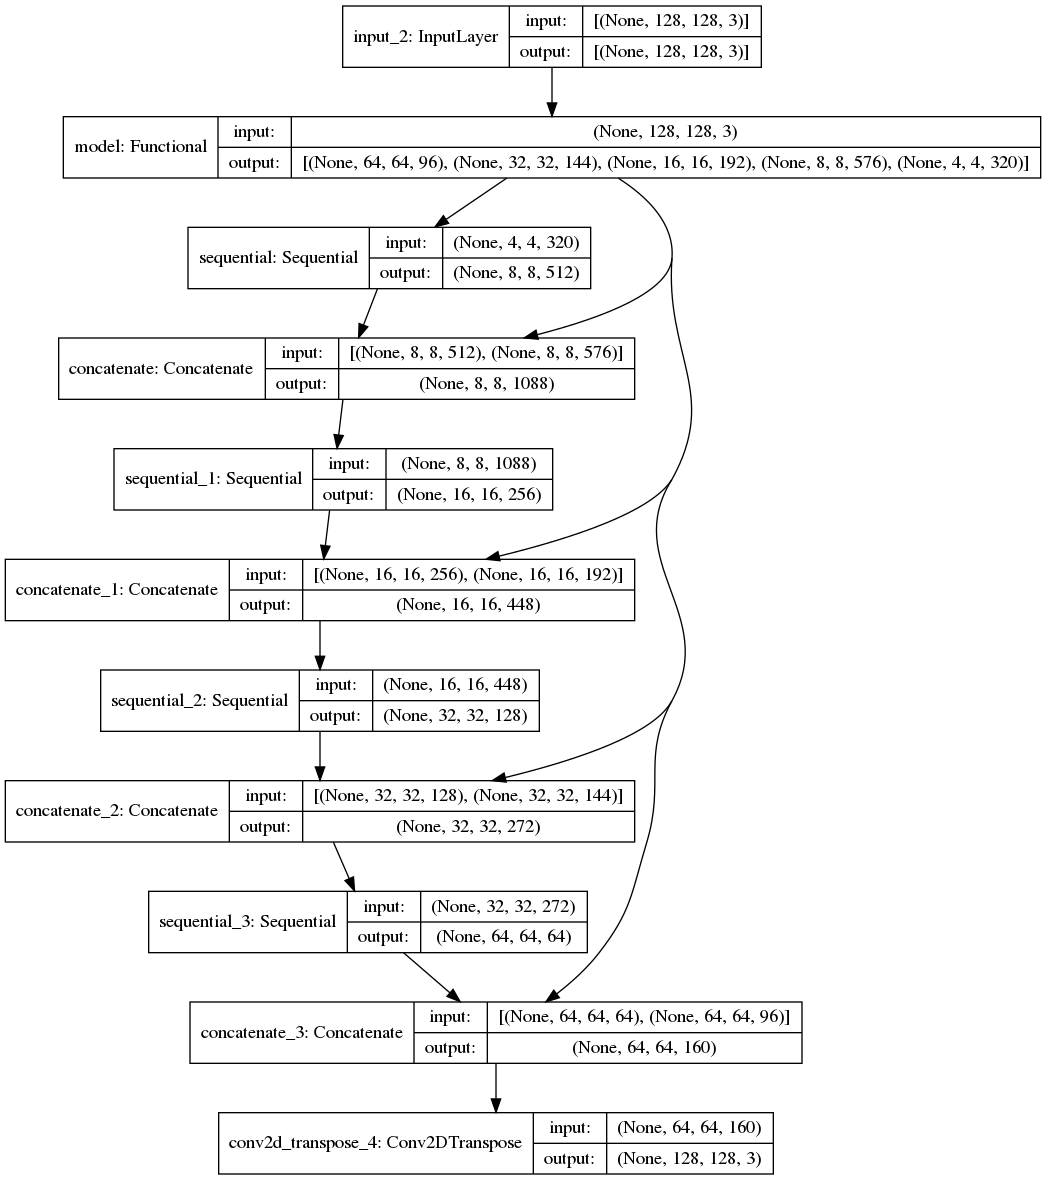 input_2: InputLayer
input:
[(None, 128, 128, 3)]
output:
[(None, 128, 128, 3)]
model: Functional
input:
(None, 128, 128, 3)
output:
[(None, 64, 64, 96), (None, 32, 32, 144), (None, 16, 16, 192), (None, 8, 8, 576), (None, 4, 4, 320)]
sequential: Sequential
input:
(None, 4, 4, 320)
output:
(None, 8, 8, 512)
concatenate: Concatenate
input:
[(None, 8, 8, 512), (None, 8, 8, 576)]
output:
(None, 8, 8, 1088)
sequential_1: Sequential
input:
(None, 8, 8, 1088)
output:
(None, 16, 16, 256)
concatenate_1: Concatenate
input:
[(None, 16, 16, 256), (None, 16, 16, 192)]
output:
(None, 16, 16, 448)
sequential_2: Sequential
input:
(None, 16, 16, 448)
output:
(None, 32, 32, 128)
concatenate_2: Concatenate
input:
[(None, 32, 32, 128), (None, 32, 32, 144)]
output:
(None, 32, 32, 272)
sequential_3: Sequential
input:
(None, 32, 32, 272)
output:
(None, 64, 64, 64)
concatenate_3: Concatenate
input:
[(None, 64, 64, 64), (None, 64, 64, 96)]
output:
(None, 64, 64, 160)
conv2d_transpose_4: Conv2DTranspose
input:
(None, 64, 64, 160)
output:
(None, 128, 128, 3)